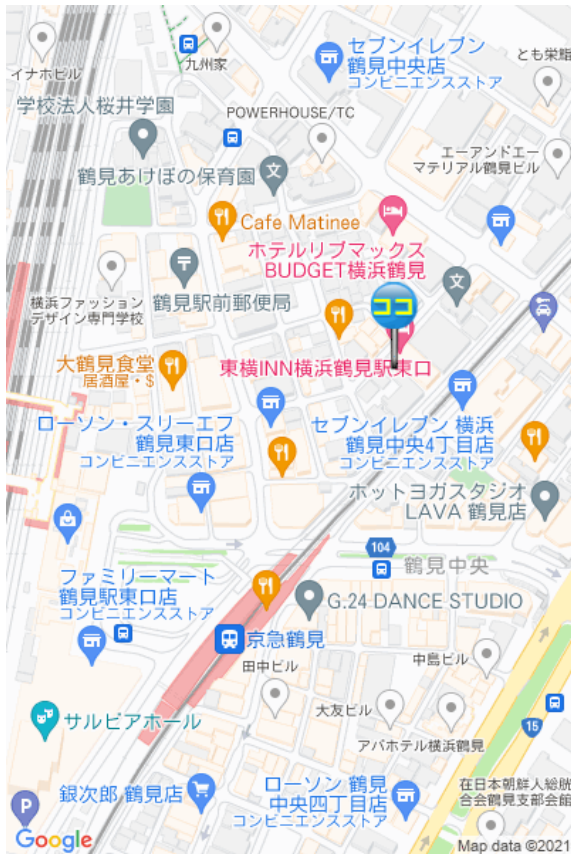 セブンイレブン
鶴見中央店
コンビニエンスストア
イナホビル
九州家
とも栄鮨
学校法人桜井学園
POWERHOUSE/TC
エーアンドエー
マテリアル鶴見ビル
鶴見あけぼの保育園
文
Cafe Matinee
ホテルリブマックス
BUDGET横浜鶴見
〒
鶴見駅前郵便局
文
横浜ファッション
デザイン専門学校
ココ
大鶴見食堂
居酒屋・$
東横INN横浜鶴見駅東口
ローソン・スリーエフ
鶴見東口店
コンビニエンスストア
セブンイレブン 横浜
鶴見中央4丁目店
コンビニエンスストア
ホットヨガスタジオ
LAVA 鶴見店
104
鶴見中央
ファミリーマート
鶴見駅東口店
コンビニエンスストア
G.24 DANCE STUDIO
京急鶴見
田中ビル
中島ビル
大友ビル
サルビアホール
アパホテル横浜鶴見
15
銀次郎 鶴見店
ローソン 鶴見
中央四丁目店
コンビニエンスストア
在日本朝鮮人総聨
合会鶴見支部会館
P
Google
Map data ©2021